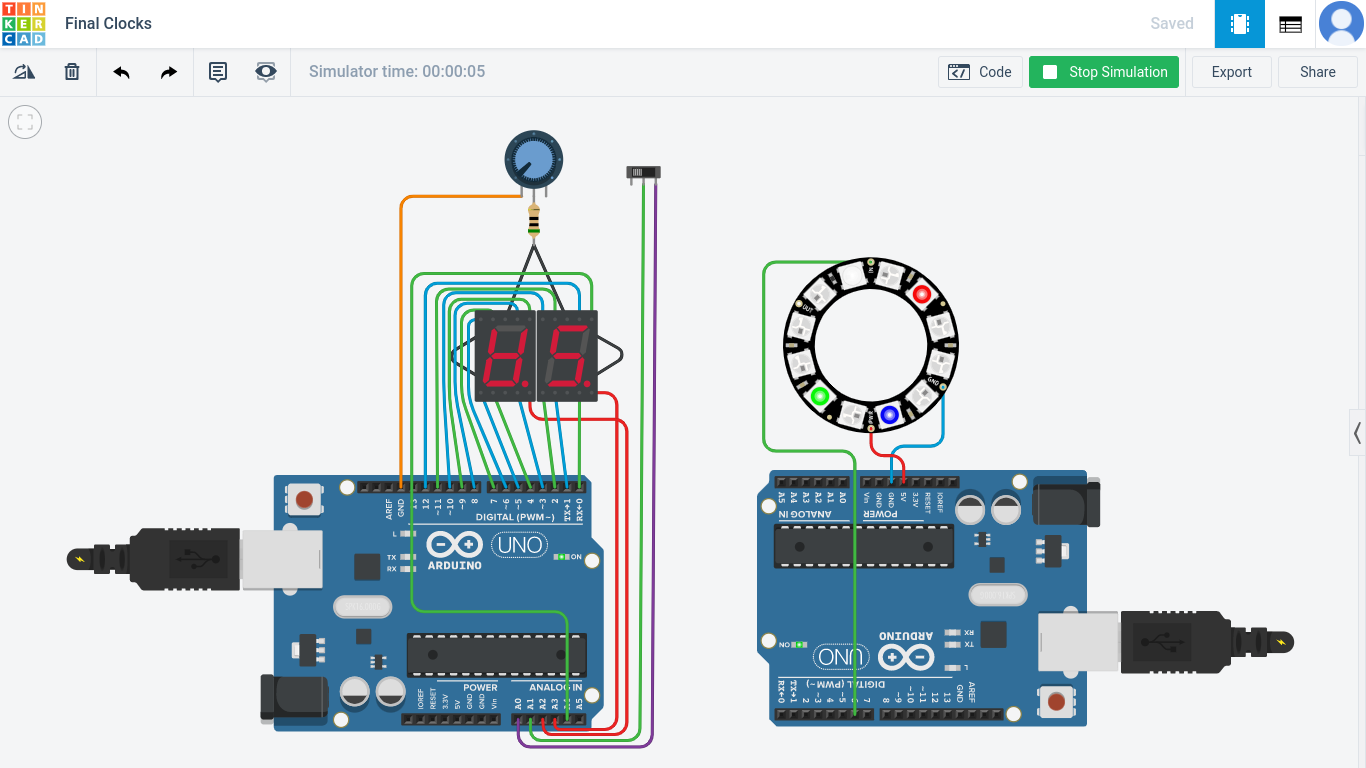 TIN
KER
CAD
Final Clocks
Saved
Simulator time: 00:00:05
Code
Stop Simulation
Export
Share
IN
OUT
GND
AREF
GND
13
12
~11
~10
~9
8
7
~6
~5
4
~3
2
TX→1
RX←0
DIGITAL (PWM~)
L
TX
RX
UNO
ARDUINO
ON
POWER
ANALOG IN
IOREF
RESET
3.3V
5V
GND
GND
Vin
A0
A1
A2
A3
A5
A5
A4
A3
A2
A1
A0
Vin
GND
GND
5V
3.3V
RESET
IOREF
ANALOG IN
POWER
ARDUINO
UNO
ON
RX
TX
L
DIGITAL (PWM~)
RX←0
TX→1
2
~3
4
~5
7
8
~9
~10
~11
12
13
GND
AREF